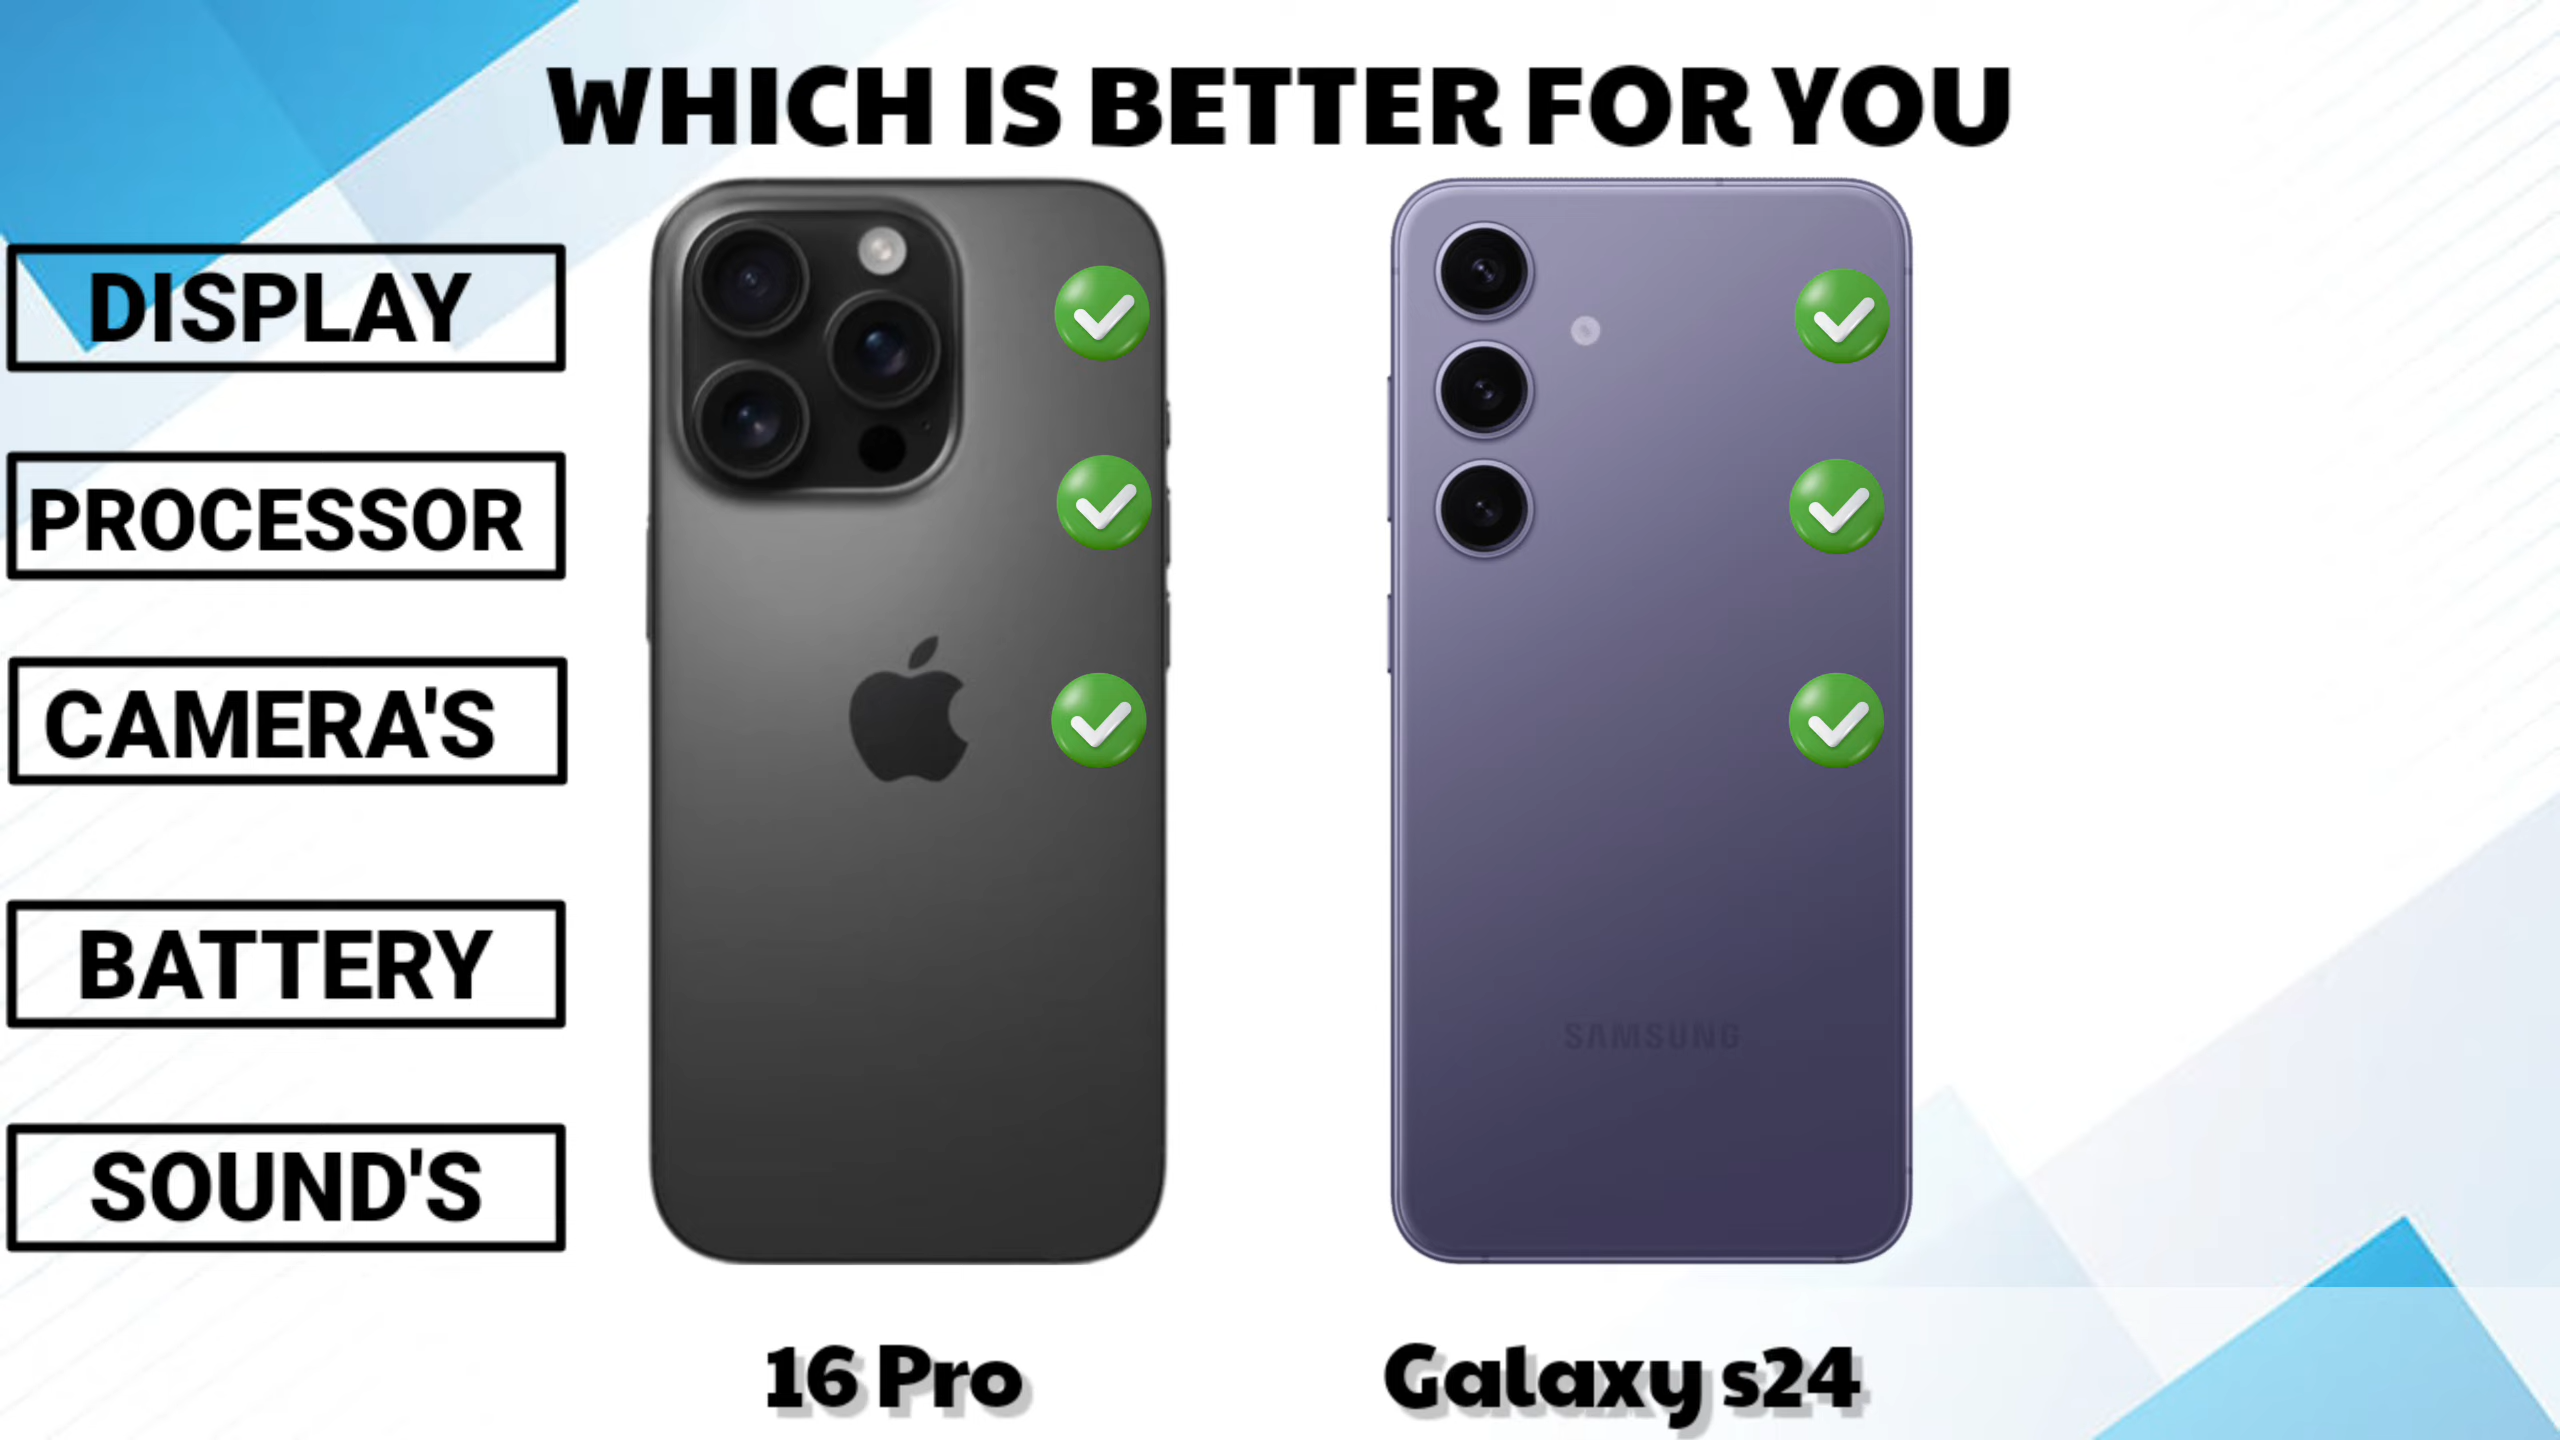 WHICH IS BETTER FOR YOU
DISPLAY
PROCESSOR
CAMERA'S
BATTERY
SOUND'S
SAMSUNG
16 Pro
Galaxy s24